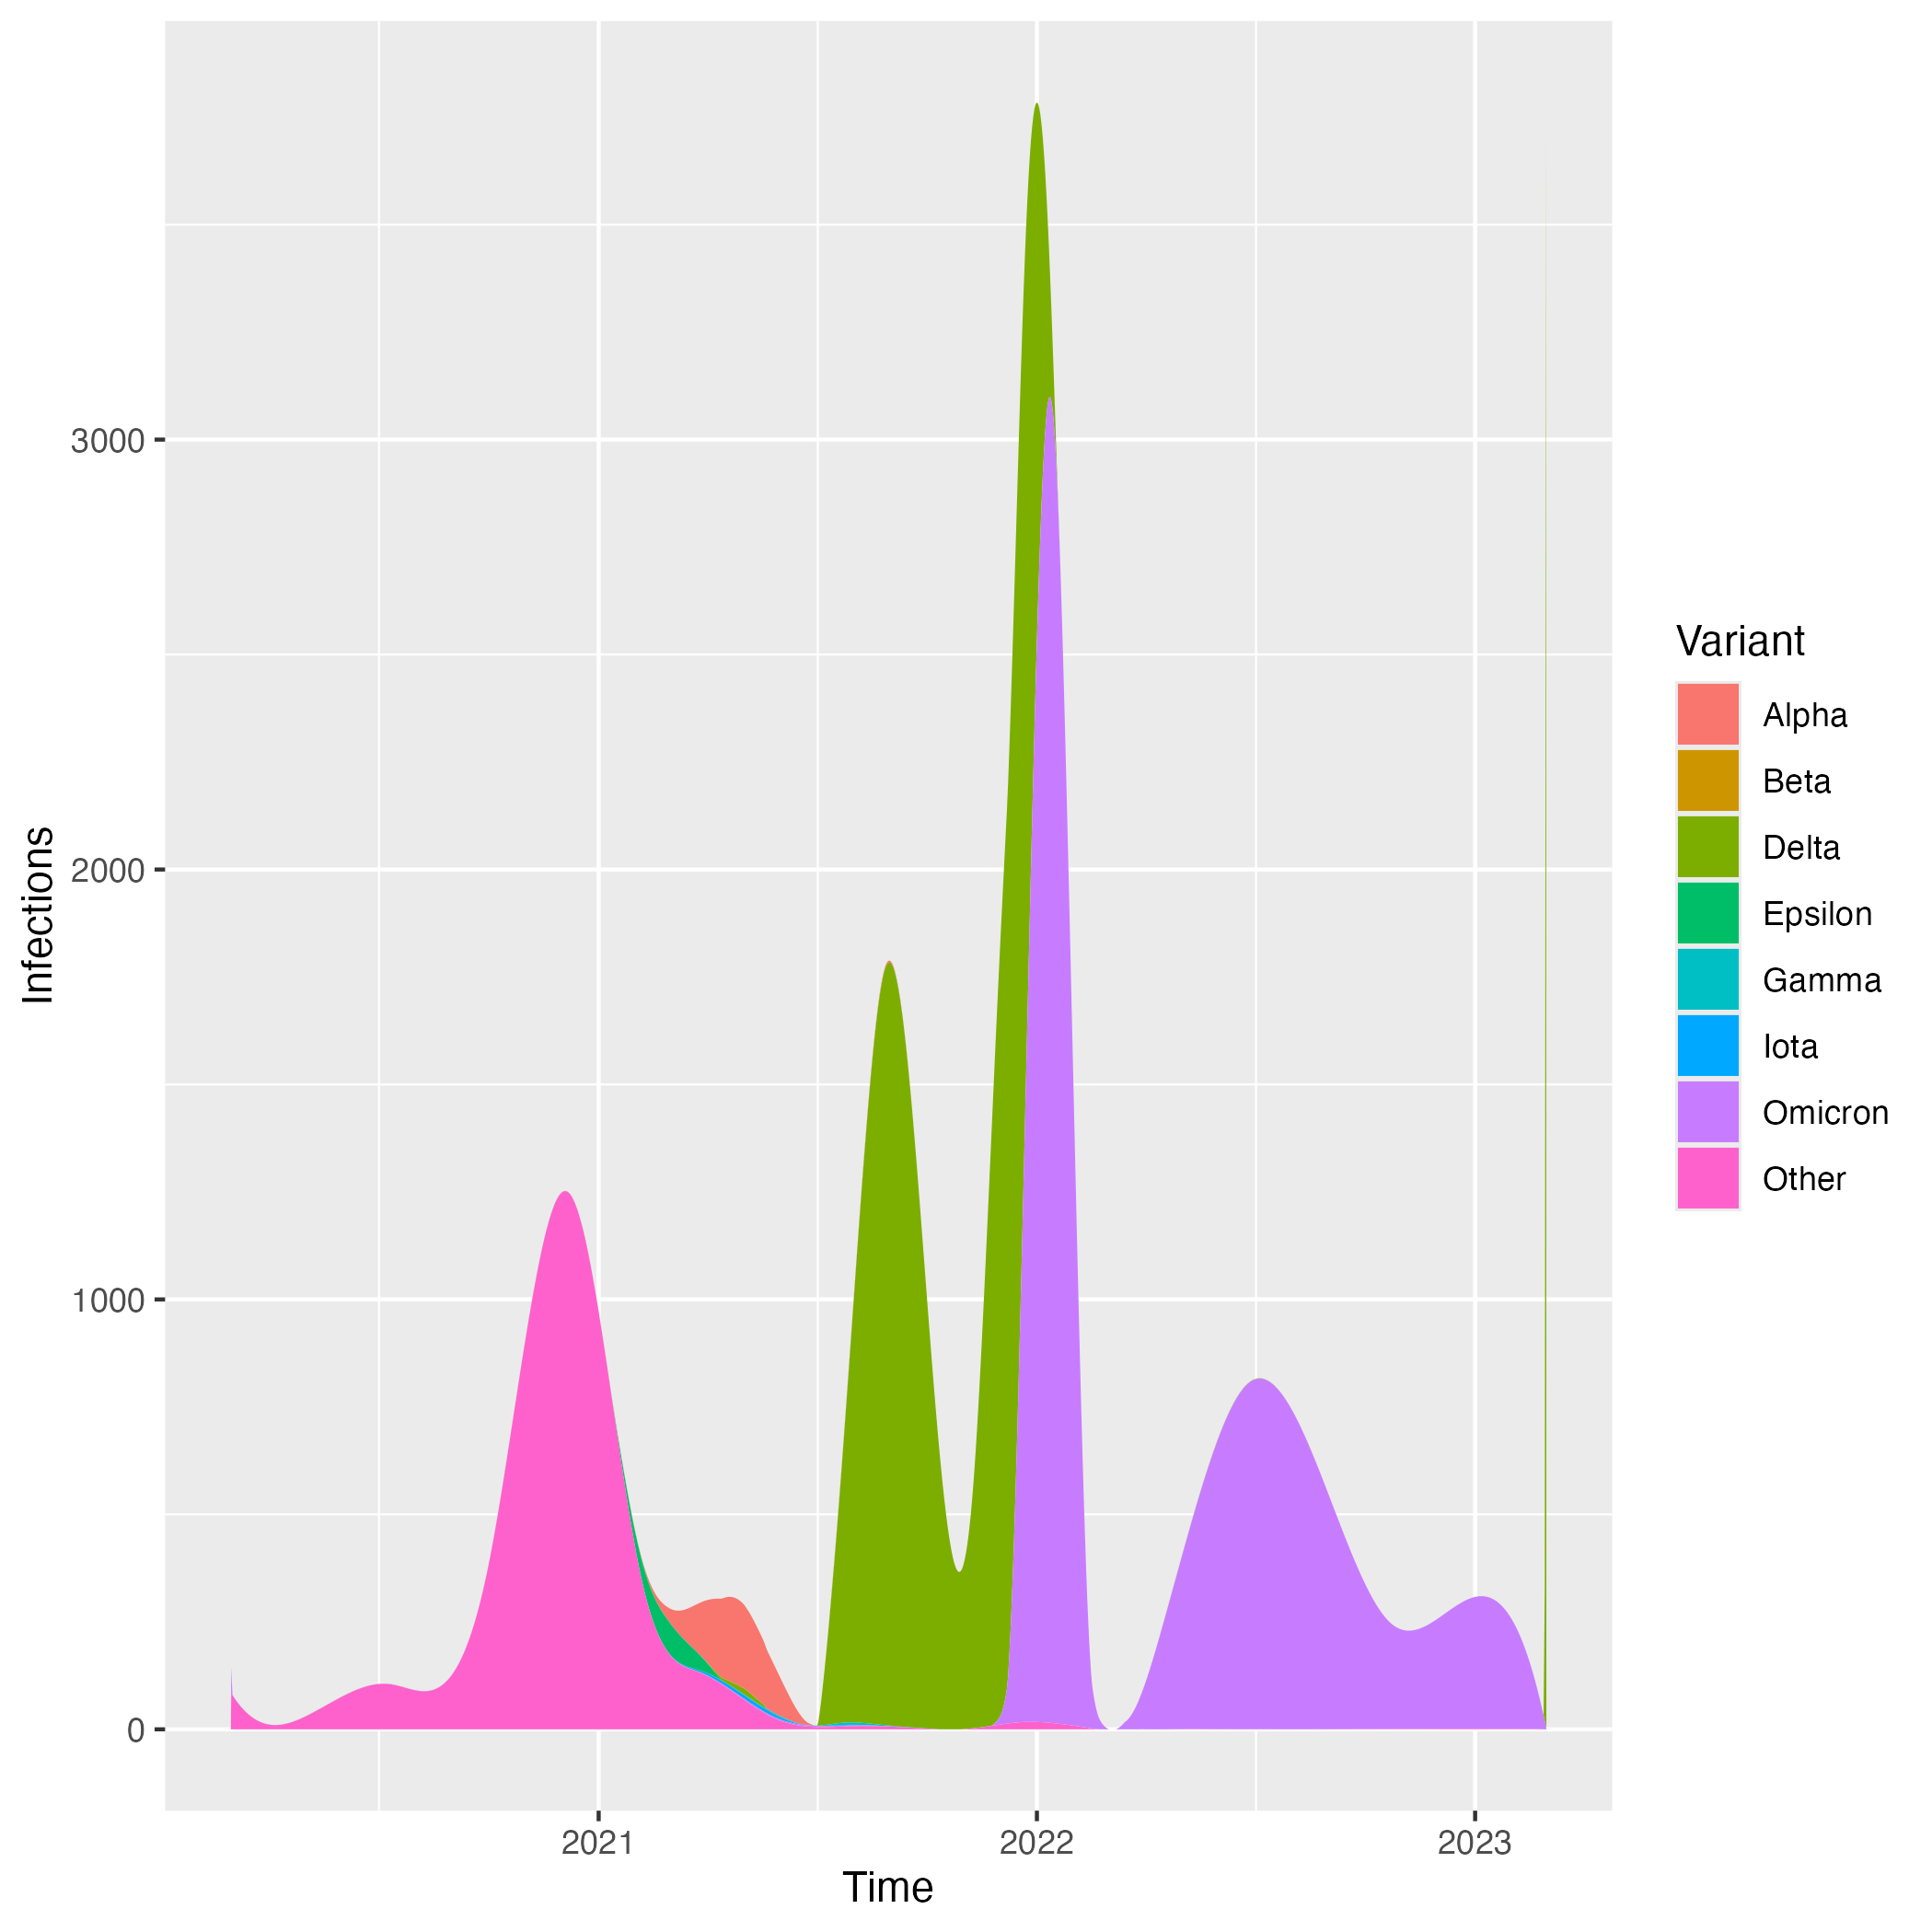 Infections
3000
2000
1000
0
2021
2022
2023
Time
Variant
Alpha
Beta
Delta
Epsilon
Gamma
Iota
Omicron
Other